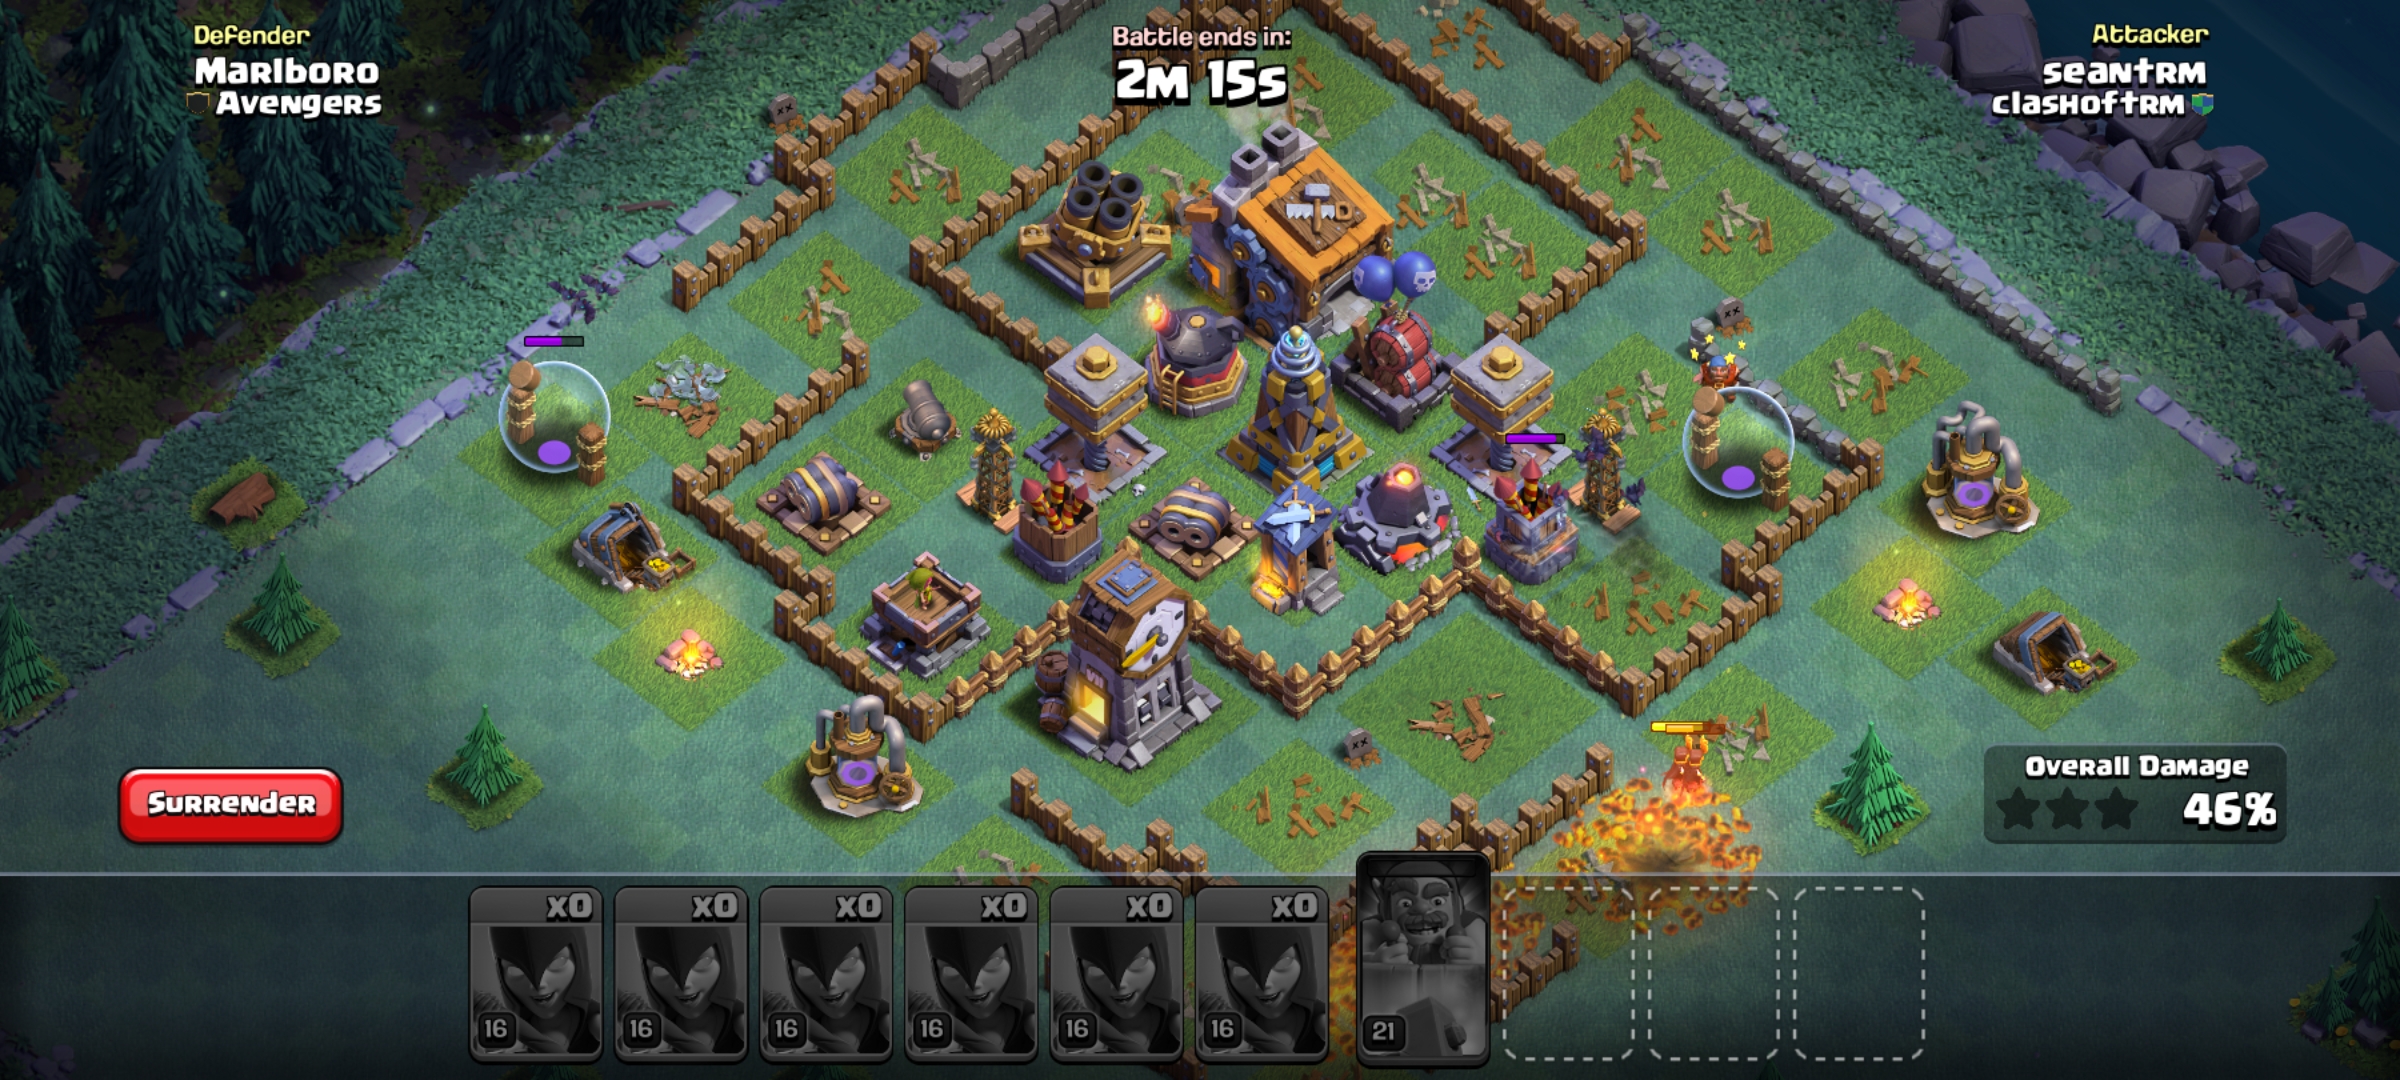 Defender
Marlboro
Avengers
Battle ends in:
2M 15s
Attacker
seantrm
clashoftrm
Surrender
Overall Damage
46%
x0
x0
x0
x0
x0
x0
16
16
16
16
16
16
21